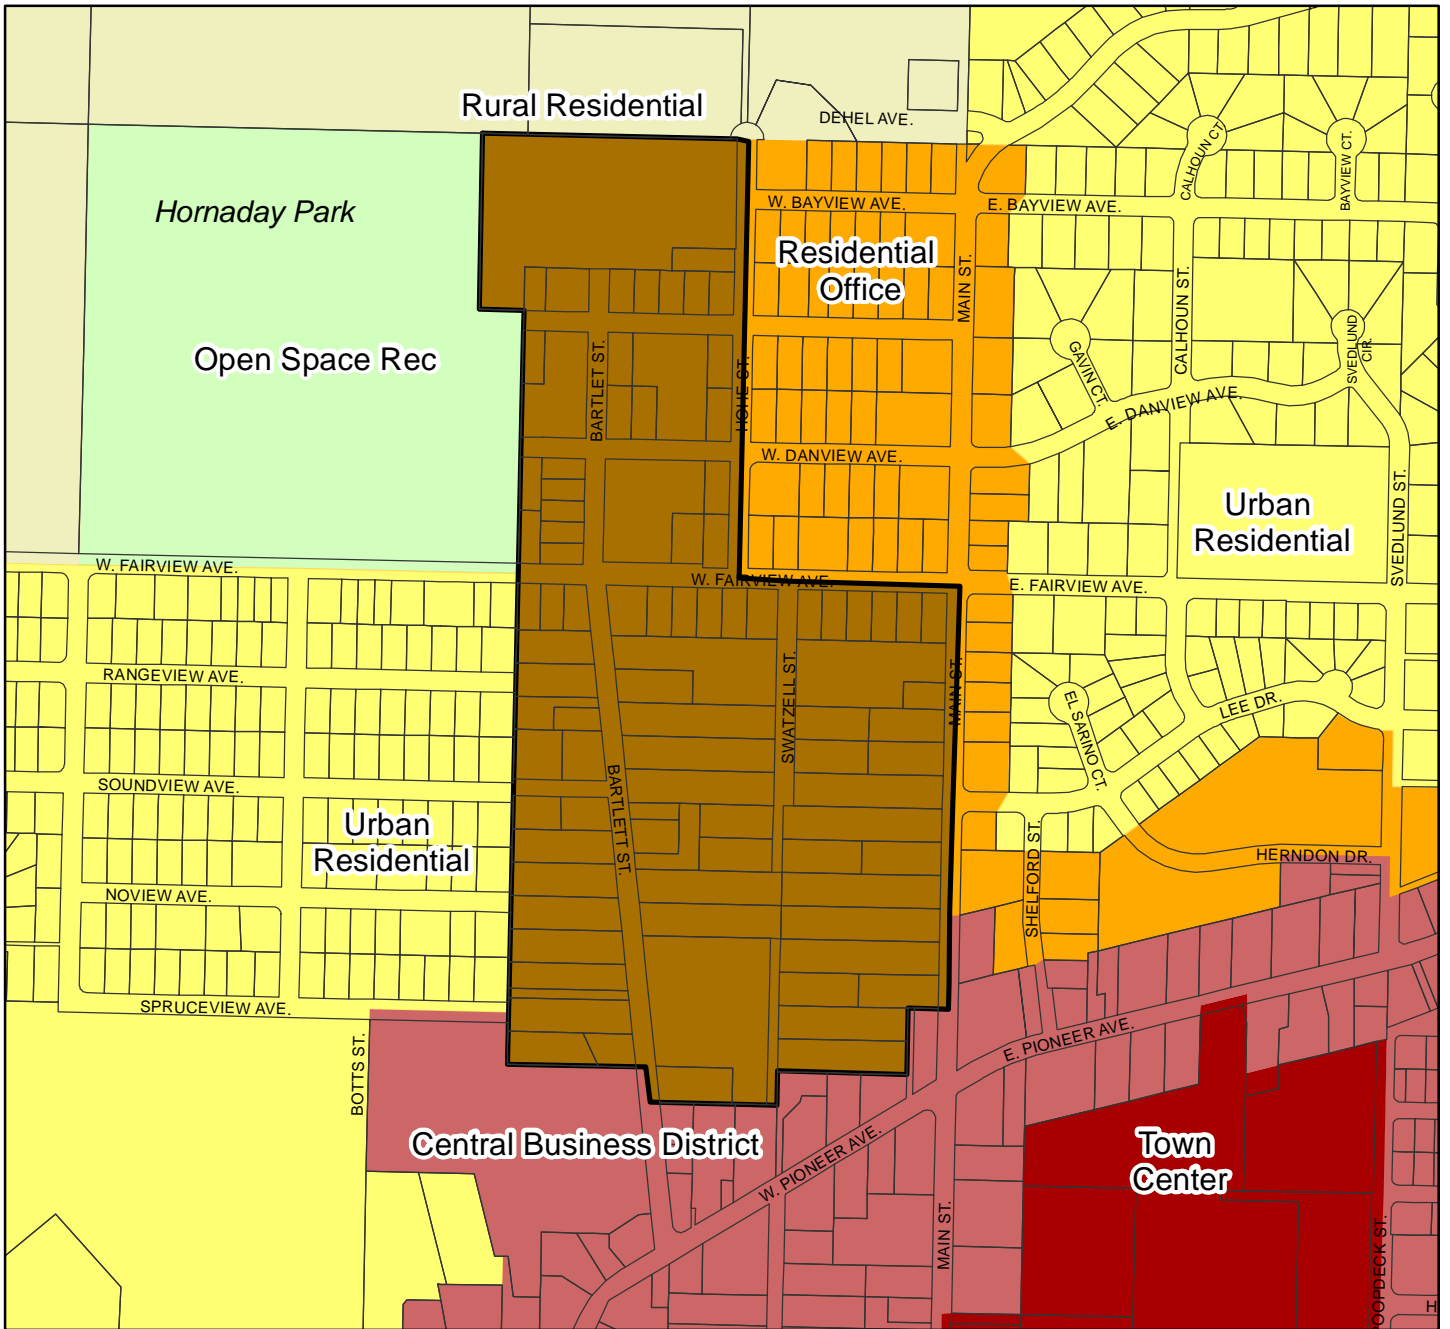 Rural Residential
DEHEL AVE.
CALHOUN CT
BAYVIEW CT.
Hornaday Park
W. BAYVIEW AVE.
E. BAYVIEW AVE.
Residential
Office
MAIN ST.
CALHOUN ST.
SVEDLUND
CIR.
Open Space Rec
BARTLET ST.
HOHE ST.
GAVIN CT.
E. DANVIEW AVE.
W. DANVIEW AVE.
Urban
Residential
SVEDLUND ST.
W. FAIRVIEW AVE.
W. FAIRVIEW AVE.
E. FAIRVIEW AVE.
RANGEVIEW AVE.
SWATZELL ST.
MAIN ST.
EL SARINO CT.
LEE DR.
SOUNDVIEW AVE.
BARTLETT ST.
Urban
Residential
SHELFORD ST.
HERNDON DR.
NOVIEW AVE.
SPRUCEVIEW AVE.
BOTTS ST.
E. PIONEER AVE.
Central Business District
W. PIONEER AVE.
Town
Center
MAIN ST.
OOPDECK ST.
H